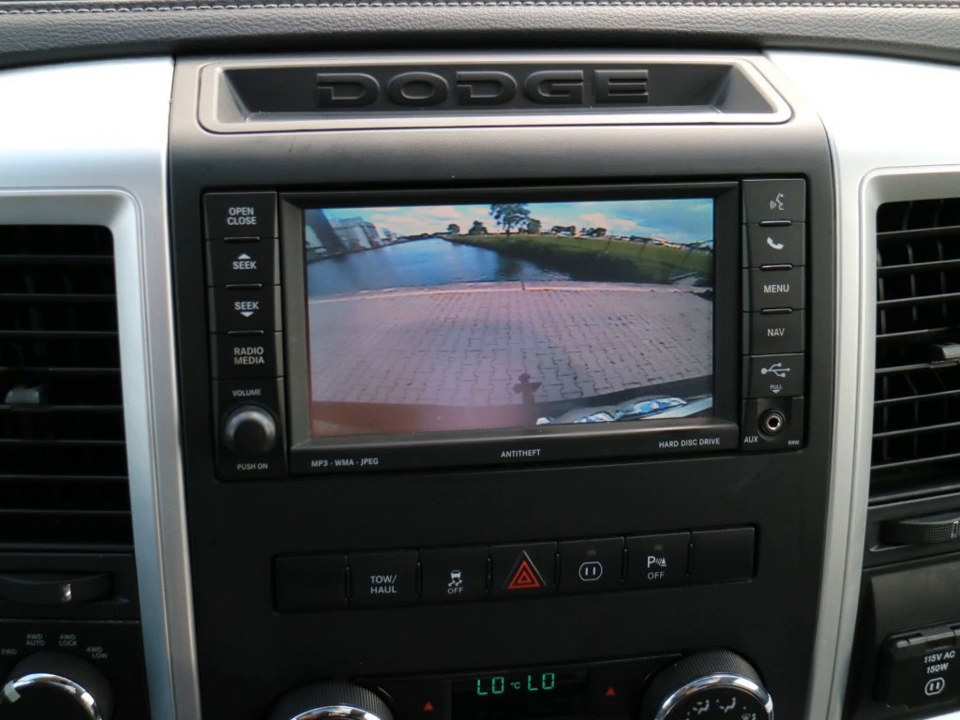 DODGE
OPEN
CLOSE
SEEK
SEEK
RADIO
MEDIA
VOLUME
PUSH ON
MENU
NAV
PULL
AUX
RHW
MP3 - WMA - JPEG
ANTITHEFT
HARD DISC DRIVE
TOW/
HAUL
OFF
P
OFF
2WD
4WD
AUTO
4WD
LOCK
4WD
LOW
LO °C LO
115V AC
150W